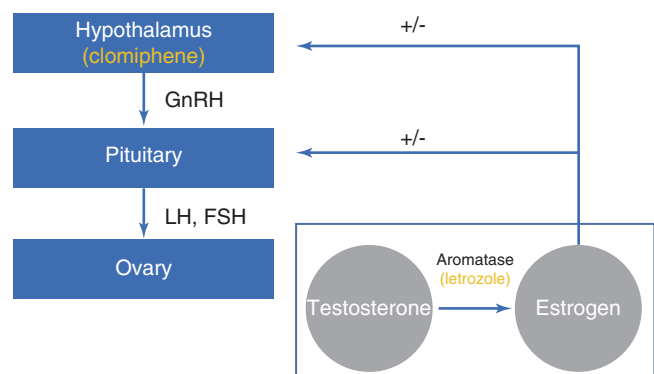 Hypothalamus
(clomiphene)
+/-
GnRH
Pituitary
+/-
LH, FSH
Ovary
Aromatase
(letrozole)
Testosterone
Estrogen